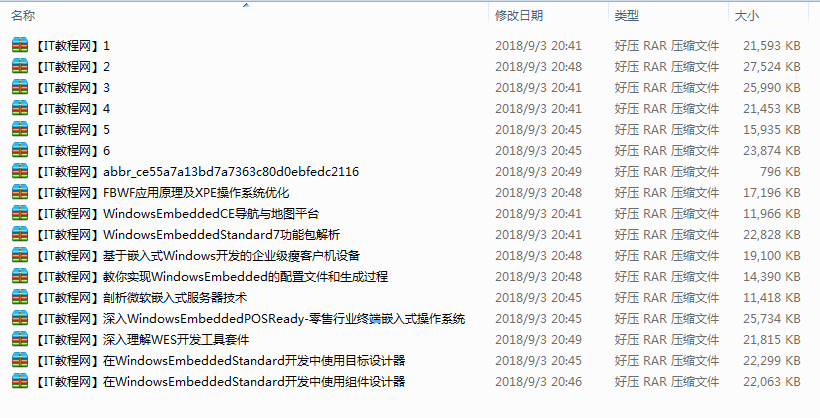 名称 修改日期 类型 大小
【IT教程网】1 2018/9/3 20:41 好压 RAR 压缩文件 21,593 KB
【IT教程网】2 2018/9/3 20:48 好压 RAR 压缩文件 27,524 KB
【IT教程网】3 2018/9/3 20:41 好压 RAR 压缩文件 25,990 KB
【IT教程网】4 2018/9/3 20:41 好压 RAR 压缩文件 21,453 KB
【IT教程网】5 2018/9/3 20:45 好压 RAR 压缩文件 15,935 KB
【IT教程网】6 2018/9/3 20:45 好压 RAR 压缩文件 23,874 KB
【IT教程网】abbr_ce55a7a13bd7a7363c80d0ebfedc2116 2018/9/3 20:49 好压 RAR 压缩文件 796 KB
【IT教程网】FBWF应用原理及XPE操作系统优化 2018/9/3 20:48 好压 RAR 压缩文件 17,196 KB
【IT教程网】WindowsEmbeddedCE导航与地图平台 2018/9/3 20:41 好压 RAR 压缩文件 11,966 KB
【IT教程网】WindowsEmbeddedStandard7功能包解析 2018/9/3 20:41 好压 RAR 压缩文件 22,828 KB
【IT教程网】基于嵌入式Windows开发的企业级瘦客户机设备 2018/9/3 20:48 好压 RAR 压缩文件 19,100 KB
【IT教程网】教你实现WindowsEmbedded的配置文件和生成过程 2018/9/3 20:48 好压 RAR 压缩文件 14,390 KB
【IT教程网】剖析微软嵌入式服务器技术 2018/9/3 20:45 好压 RAR 压缩文件 11,418 KB
【IT教程网】深入WindowsEmbeddedPOSReady-零售行业终端嵌入式操作系统 2018/9/3 20:45 好压 RAR 压缩文件 25,734 KB
【IT教程网】深入理解WES开发工具套件 2018/9/3 20:49 好压 RAR 压缩文件 21,815 KB
【IT教程网】在WindowsEmbeddedStandard开发中使用目标设计器 2018/9/3 20:45 好压 RAR 压缩文件 22,299 KB
【IT教程网】在WindowsEmbeddedStandard开发中使用组件设计器 2018/9/3 20:46 好压 RAR 压缩文件 22,063 KB